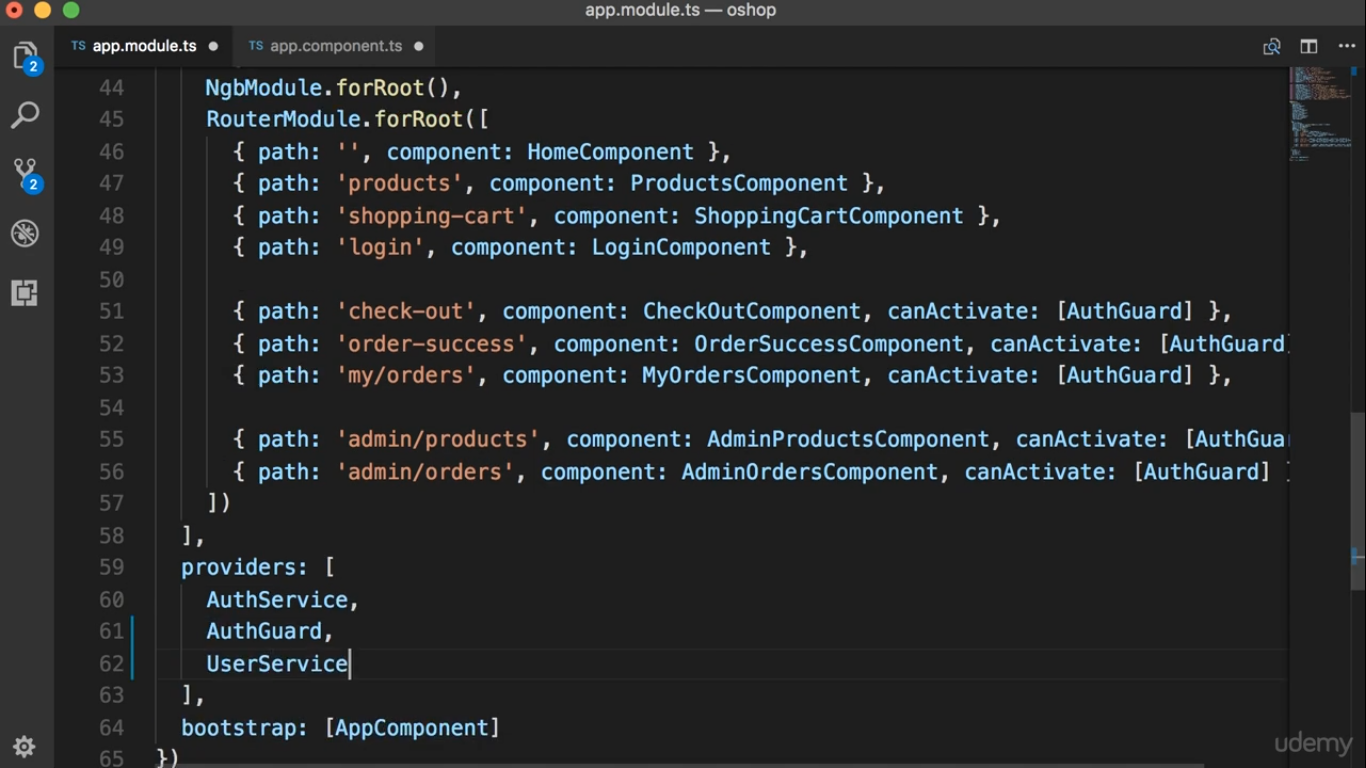 app.module.ts — oshop
TS app.module.ts TS app.component.ts
2
2
44 NgbModule.forRoot(),
45 RouterModule.forRoot([
46 { path: '', component: HomeComponent },
47 { path: 'products', component: ProductsComponent },
48 { path: 'shopping-cart', component: ShoppingCartComponent },
49 { path: 'login', component: LoginComponent },
50
51 { path: 'check-out', component: CheckOutComponent, canActivate: [AuthGuard] },
52 { path: 'order-success', component: OrderSuccessComponent, canActivate: [AuthGuard]
53 { path: 'my/orders', component: MyOrdersComponent, canActivate: [AuthGuard] },
54
55 { path: 'admin/products', component: AdminProductsComponent, canActivate: [AuthGua
56 { path: 'admin/orders', component: AdminOrdersComponent, canActivate: [AuthGuard] }
57 ])
58 ],
59 providers: [
60 AuthService,
61 AuthGuard,
62 UserService
63 ],
64 bootstrap: [AppComponent]
65 })
udemy